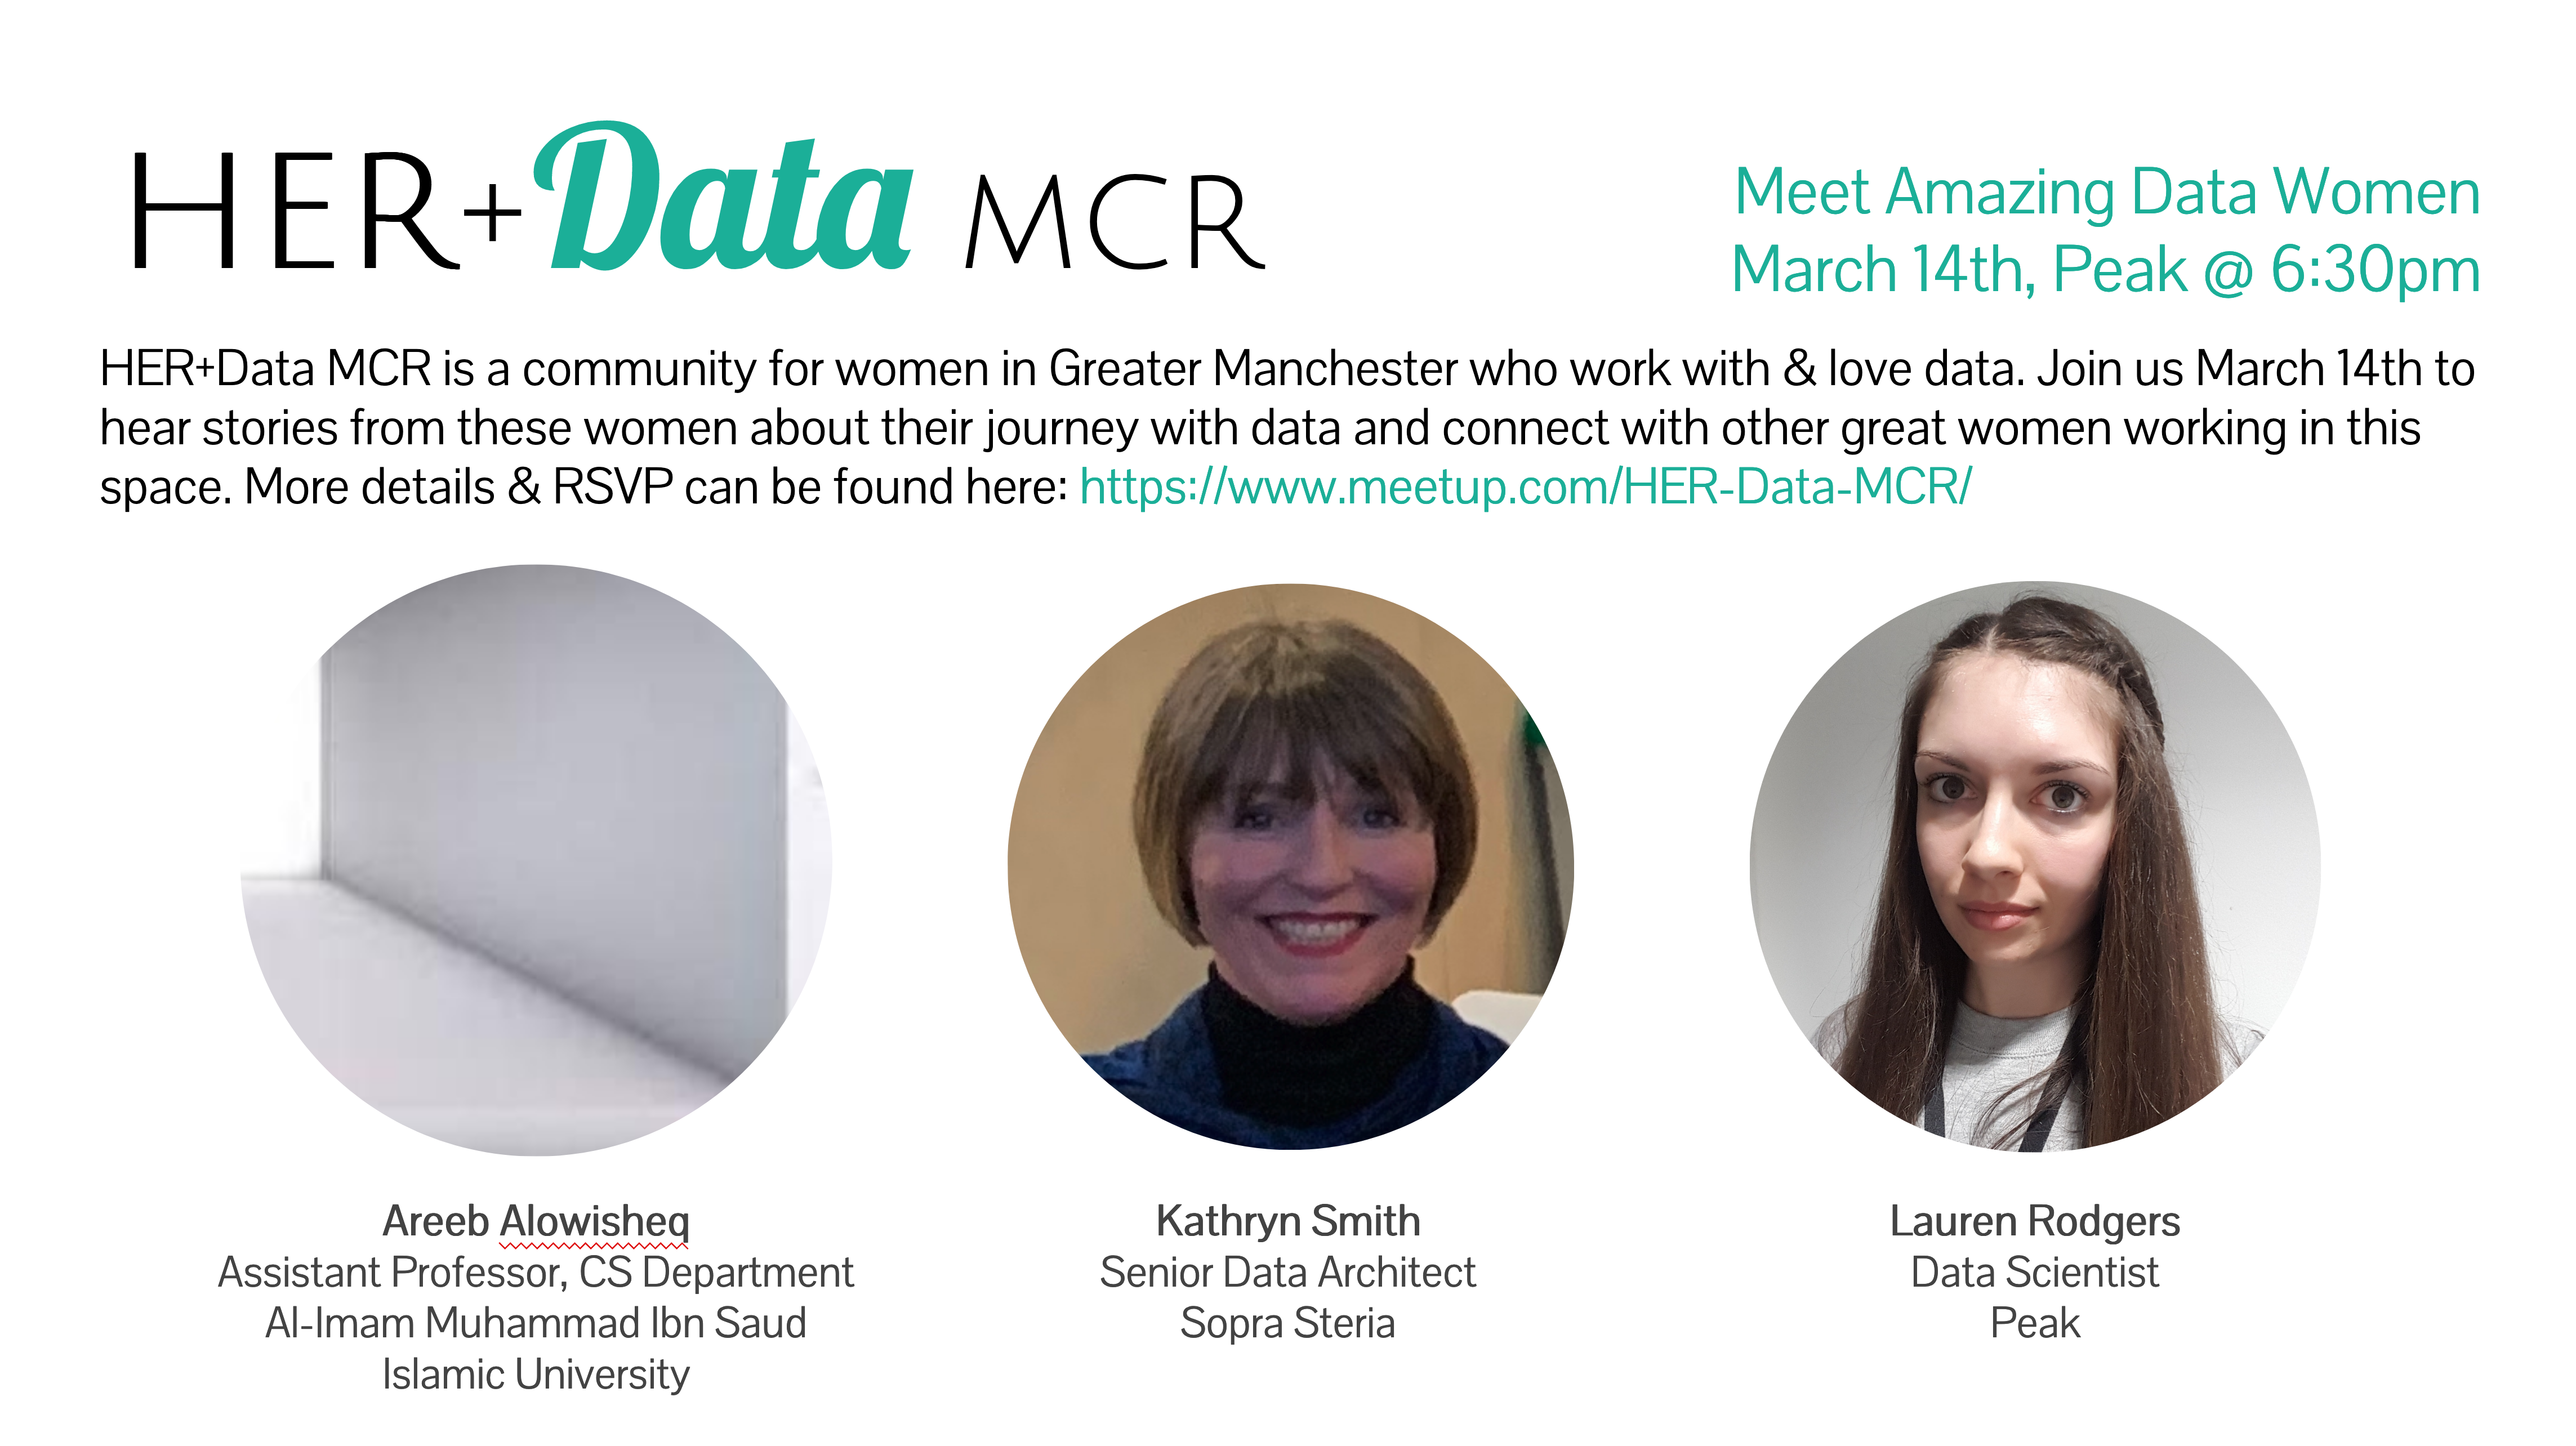 HER+Data MCR
Meet Amazing Data Women
March 14th, Peak @ 6:30pm
HER+Data MCR is a community for women in Greater Manchester who work with & love data. Join us March 14th to
hear stories from these women about their journey with data and connect with other great women working in this
space. More details & RSVP can be found here: https://www.meetup.com/HER-Data-MCR/
Areeb Alowisheq
Assistant Professor, CS Department
Al-Imam Muhammad Ibn Saud
Islamic University
Kathryn Smith
Senior Data Architect
Sopra Steria
Lauren Rodgers
Data Scientist
Peak